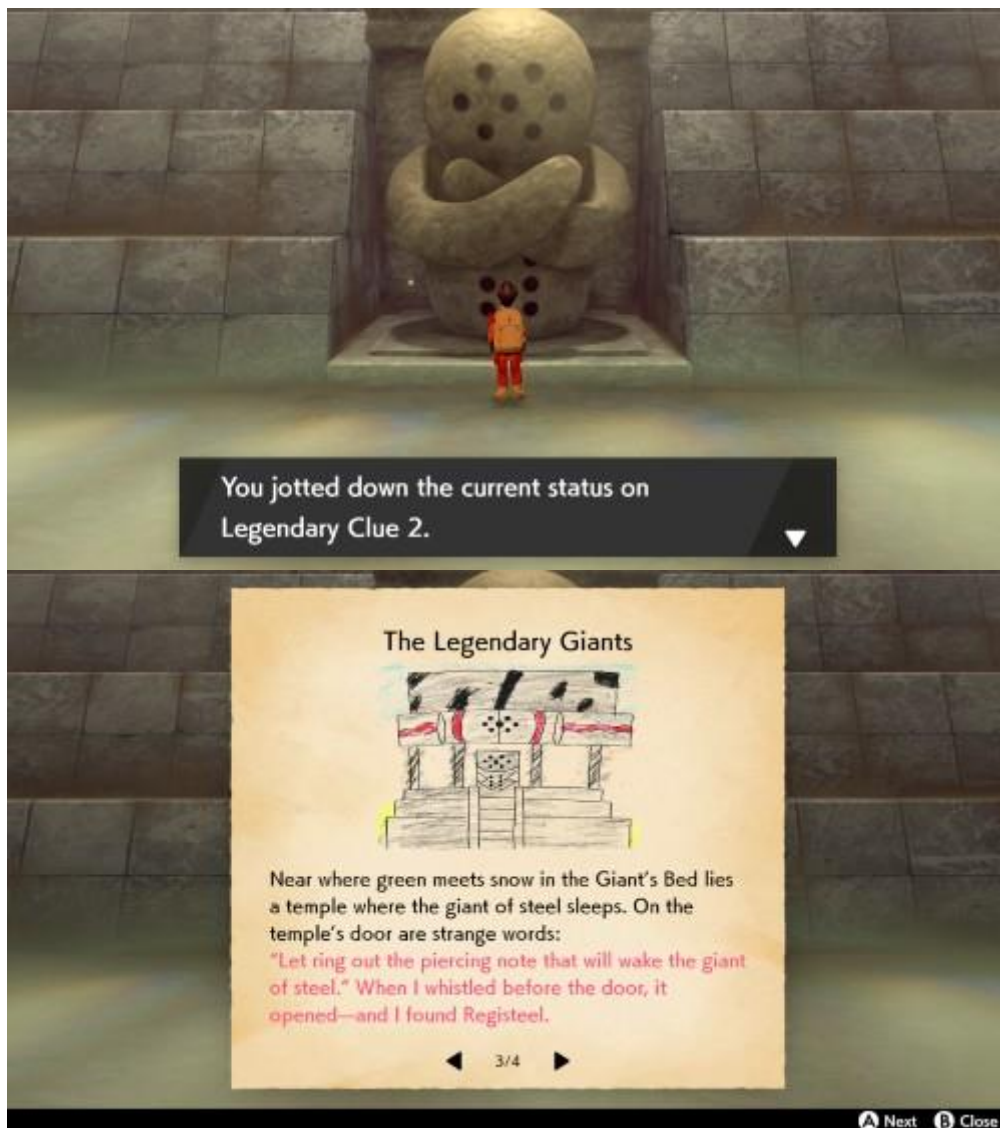 You jotted down the current status on
Legendary Clue 2.
The Legendary Giants
Near where green meets snow in the Giant's Bed lies
a temple where the giant of steel sleeps. On the
temple's door are strange words:
"Let ring out the piercing note that will wake the giant
of steel." When I whistled before the door, it
opened—and I found Registeel.
3/4
A Next B Close